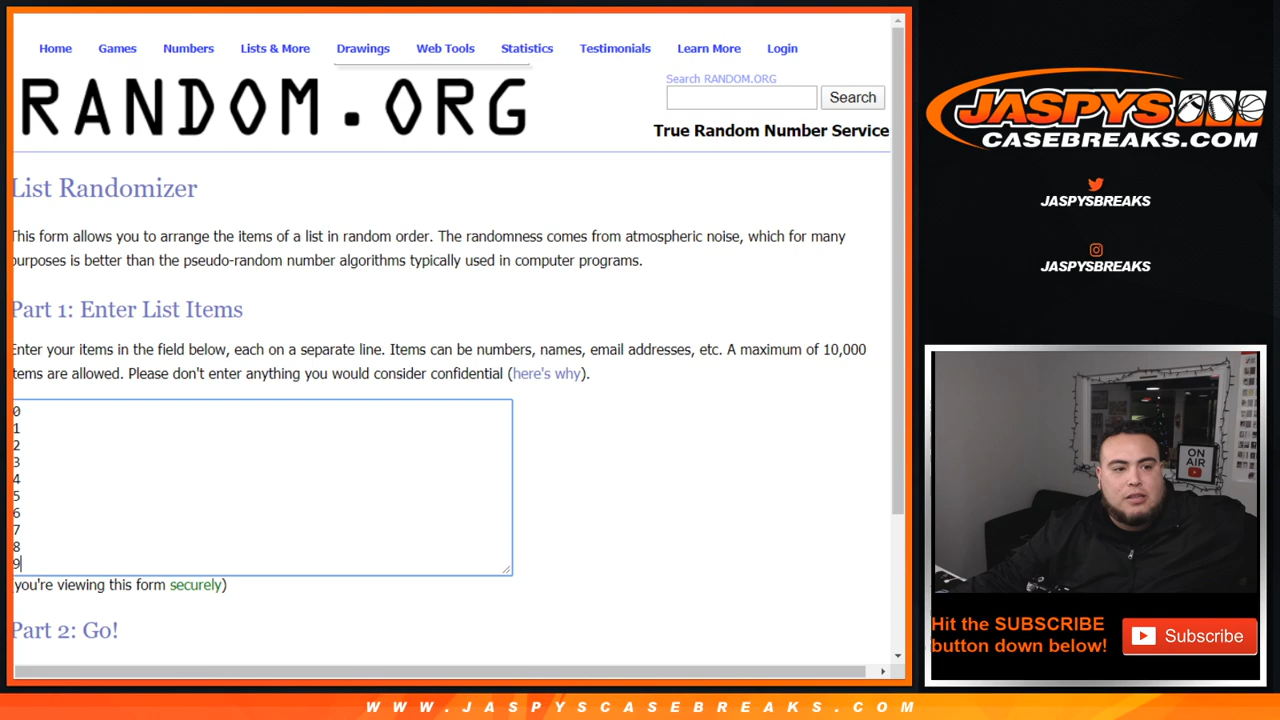 Home Games Numbers Lists & More Drawings Web Tools Statistics Testimonials Learn More Login
RANDOM.ORG
Search RANDOM.ORG
Search
True Random Number Service
List Randomizer
This form allows you to arrange the items of a list in random order. The randomness comes from atmospheric noise, which for many
purposes is better than the pseudo-random number algorithms typically used in computer programs.
Part 1: Enter List Items
Enter your items in the field below, each on a separate line. Items can be numbers, names, email addresses, etc. A maximum of 10,000
items are allowed. Please don't enter anything you would consider confidential (here's why).
0
1
2
3
4
5
6
7
8
9
(you're viewing this form securely)
Part 2: Go!
JASPYS
CASEBREAKS.COM
JASPYSBREAKS
JASPYSBREAKS
ON
AIR
Hit the SUBSCRIBE
button down below!
Subscribe
WWW.JASPYSCASEBREAKS.COM